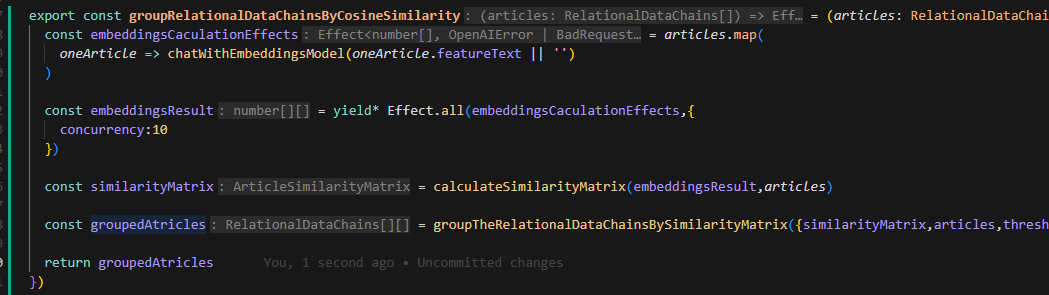 export const groupRelationalDataChainsByCosineSimilarity: (articles: RelationalDataChains[]) => Eff… = (articles: RelationalDataChai
const embeddingsCaculationEffects: Effect<number[], OpenAIError | BadRequest… = articles.map(
oneArticle => chatWithEmbeddingsModel(oneArticle.featureText || '')
)
const embeddingsResult: number[][] = yield* Effect.all(embeddingsCaculationEffects,{
concurrency:10
})
const similarityMatrix: ArticleSimilarityMatrix = calculateSimilarityMatrix(embeddingsResult,articles)
const groupedAtricles: RelationalDataChains[][] = groupTheRelationalDataChainsBySimilarityMatrix({similarityMatrix,articles,thresh
return groupedAtricles You, 1 second ago • Uncommitted changes
})